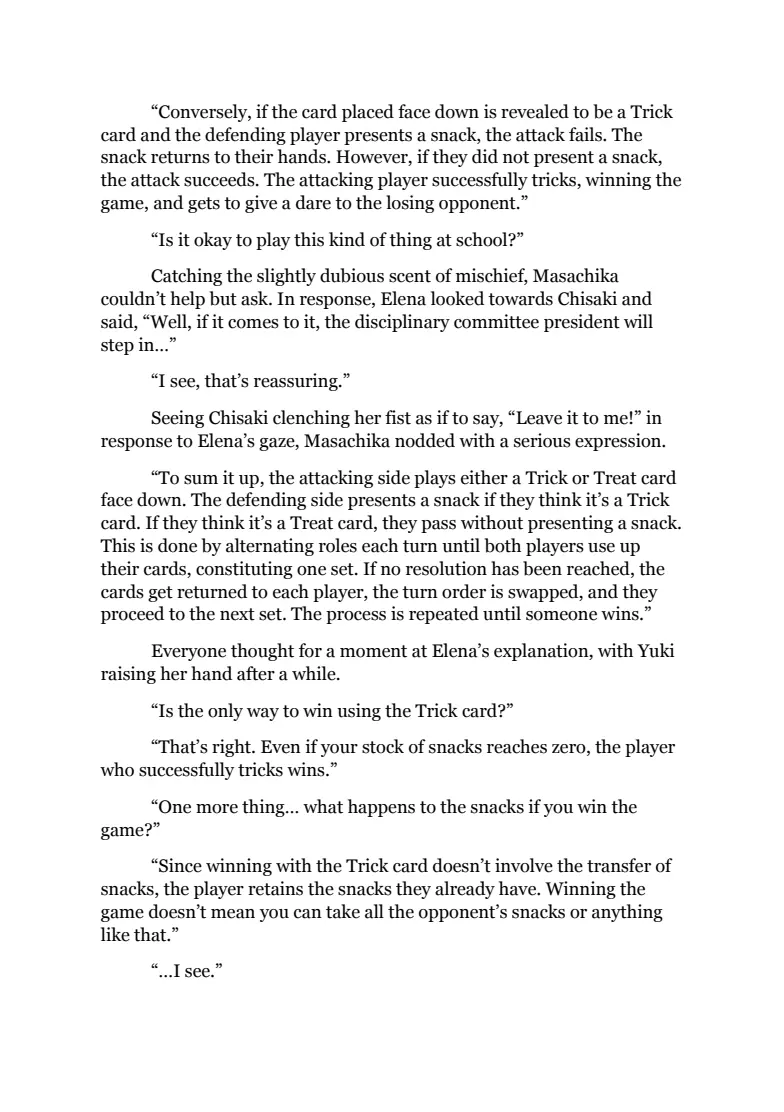 “Conversely, if the card placed face down is revealed to be a Trick
card and the defending player presents a snack, the attack fails. The
snack returns to their hands. However, if they did not present a snack,
the attack succeeds. The attacking player successfully tricks, winning the
game, and gets to give a dare to the losing opponent.”
“Is it okay to play this kind of thing at school?”
Catching the slightly dubious scent of mischief, Masachika
couldn’t help but ask. In response, Elena looked towards Chisaki and
said, “Well, if it comes to it, the disciplinary committee president will
step in…”
“I see, that’s reassuring.”
Seeing Chisaki clenching her fist as if to say, “Leave it to me!” in
response to Elena’s gaze, Masachika nodded with a serious expression.
“To sum it up, the attacking side plays either a Trick or Treat card
face down. The defending side presents a snack if they think it’s a Trick
card. If they think it’s a Treat card, they pass without presenting a snack.
This is done by alternating roles each turn until both players use up
their cards, constituting one set. If no resolution has been reached, the
cards get returned to each player, the turn order is swapped, and they
proceed to the next set. The process is repeated until someone wins.”
Everyone thought for a moment at Elena’s explanation, with Yuki
raising her hand after a while.
“Is the only way to win using the Trick card?”
“That’s right. Even if your stock of snacks reaches zero, the player
who successfully tricks wins.”
“One more thing… what happens to the snacks if you win the
game?”
“Since winning with the Trick card doesn’t involve the transfer of
snacks, the player retains the snacks they already have. Winning the
game doesn’t mean you can take all the opponent’s snacks or anything
like that.”
“…I see.”